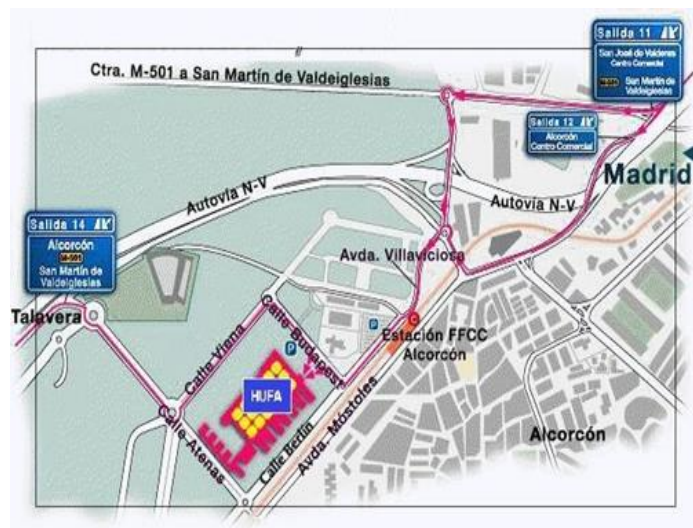 Salida 11
San José de Valderas
Centro Comercial
M-501 San Martín de
Valdeiglesias
Ctra. M-501 a San Martín de Valdeiglesias
Salida 12
Alcorcón
Centro Comercial
Madrid
Autovía N-V
Autovía N-V
Salida 14
Alcorcón
M-501
San Martín de
Valdeiglesias
Avda. Villaviciosa
Talavera
Calle Viena
Calle Budapest
P
P
Estación FFCC
Alcorcón
HUFA
Calle Atenas
Calle Berlín
Avda. Móstoles
Alcorcón